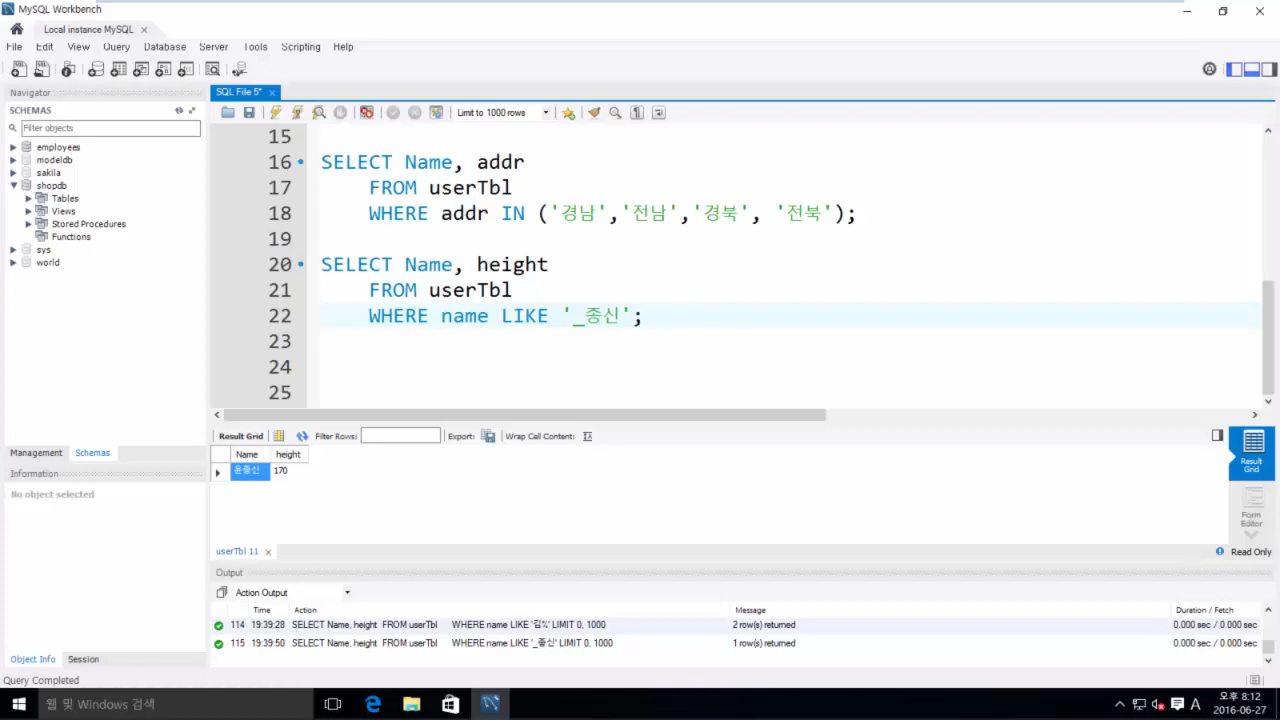 MySQL Workbench
Local instance MySQL
File Edit View Query Database Server Tools Scripting Help
Navigator
SCHEMAS
Filter objects
employees
modeldb
sakila
shopdb
Tables
Views
Stored Procedures
Functions
sys
world
Management Schemas
Information
No object selected
Object Info Session
Query Completed
SQL File 5*
Limit to 1000 rows
15
16 SELECT Name, addr
17 FROM userTbl
18 WHERE addr IN ('경남','전남','경북', '전북');
19
20 SELECT Name, height
21 FROM userTbl
22 WHERE name LIKE '_종신';
23
24
25
Result Grid Filter Rows: Export: Wrap Cell Content:
Name height
윤종신 170
Result Grid
Form Editor
userTbl 11
Read Only
Output
Action Output
Time Action Message Duration / Fetch
114 19:39:28 SELECT Name, height FROM userTbl WHERE name LIKE '김%' LIMIT 0, 1000 2 row(s) returned 0.000 sec / 0.000 sec
115 19:39:50 SELECT Name, height FROM userTbl WHERE name LIKE '_종신' LIMIT 0, 1000 1 row(s) returned 0.000 sec / 0.000 sec
웹 및 Windows 검색
A
오후 8:12
2016-06-27